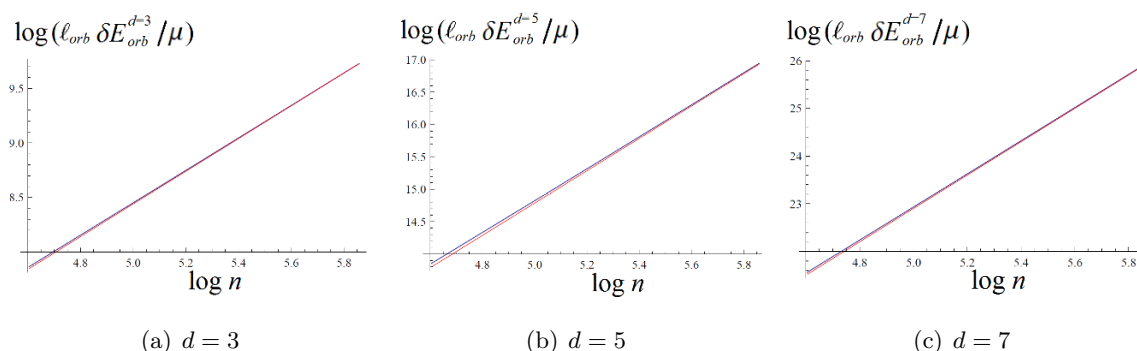 log(ℓ_orb δE_orb^{d=3}/μ)
9.5
9.0
8.5
4.8 5.0 5.2 5.4 5.6 5.8
log n
(a) d = 3
log(ℓ_orb δE_orb^{d=5}/μ)
17.0
16.5
16.0
15.5
15.0
14.5
4.8 5.0 5.2 5.4 5.6 5.8
log n
(b) d = 5
log(ℓ_orb δE_orb^{d=7}/μ)
26
25
24
23
4.8 5.0 5.2 5.4 5.6 5.8
log n
(c) d = 7